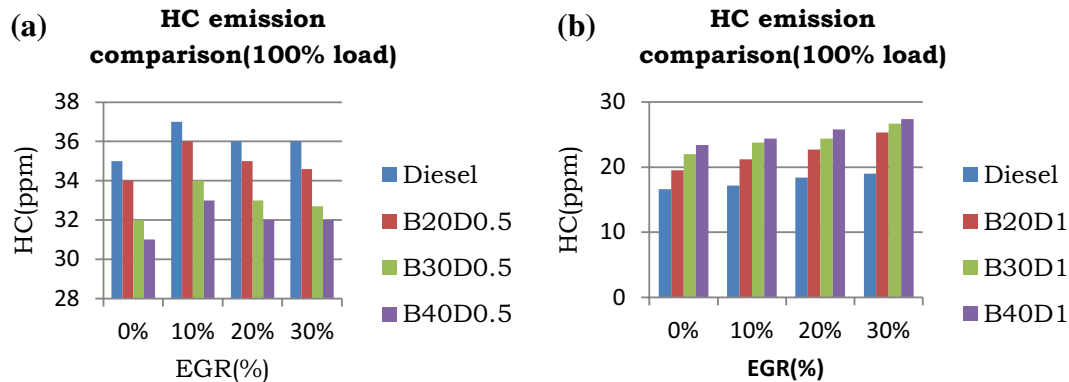 (a)
HC emission
comparison(100% load)
HC(ppm)
38
36
34
32
30
28
0% 10% 20% 30%
EGR(%)
Diesel
B20D0.5
B30D0.5
B40D0.5
(b)
HC emission
comparison(100% load)
HC(ppm)
30
20
10
0
0% 10% 20% 30%
EGR(%)
Diesel
B20D1
B30D1
B40D1